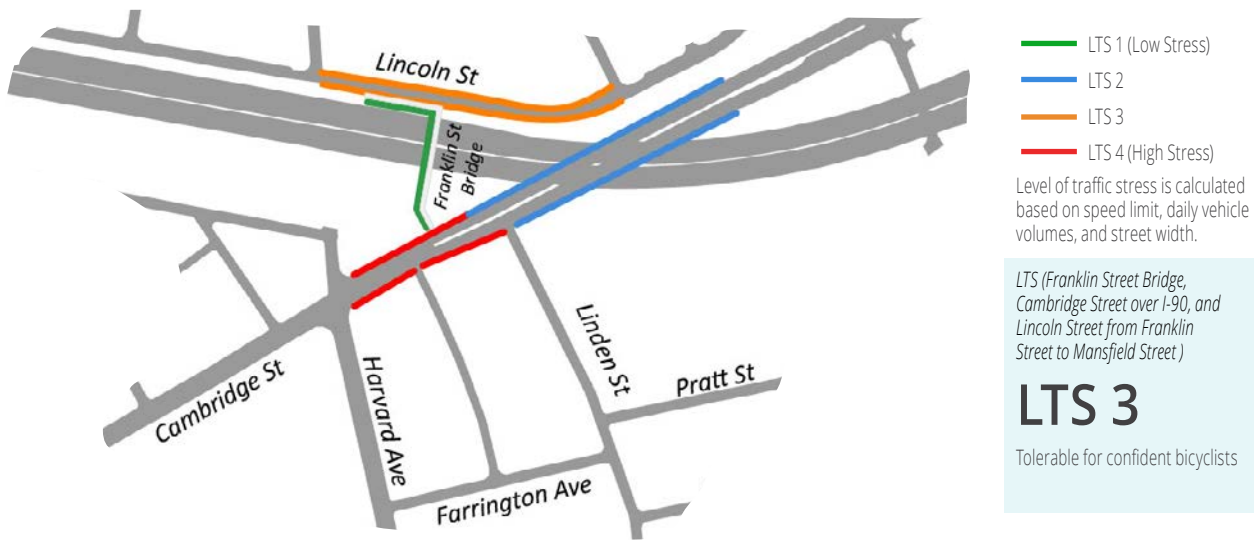 Lincoln St
Franklin St
Bridge
Cambridge St
Harvard Ave
Linden St
Pratt St
Farrington Ave
LTS 1 (Low Stress)
LTS 2
LTS 3
LTS 4 (High Stress)
Level of traffic stress is calculated
based on speed limit, daily vehicle
volumes, and street width.
LTS (Franklin Street Bridge,
Cambridge Street over I-90, and
Lincoln Street from Franklin
Street to Mansfield Street )
LTS 3
Tolerable for confident bicyclists